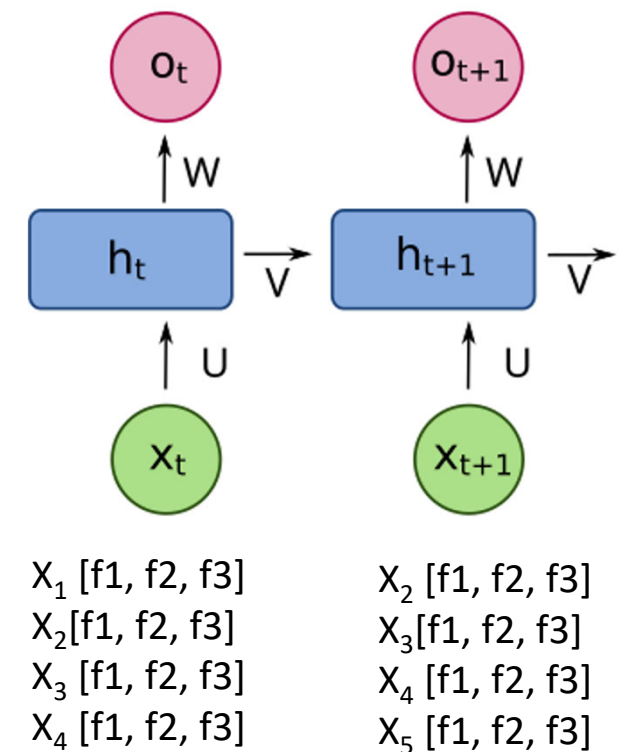 oₜ oₜ₊₁
W W
hₜ hₜ₊₁
V V
U U
xₜ xₜ₊₁
X₁ [f1, f2, f3] X₂ [f1, f2, f3]
X₂[f1, f2, f3] X₃[f1, f2, f3]
X₃ [f1, f2, f3] X₄ [f1, f2, f3]
X₄ [f1, f2, f3] X₅ [f1, f2, f3]